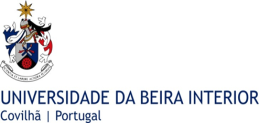 UNIVERSIDADE DA BEIRA INTERIOR
Covilhã | Portugal